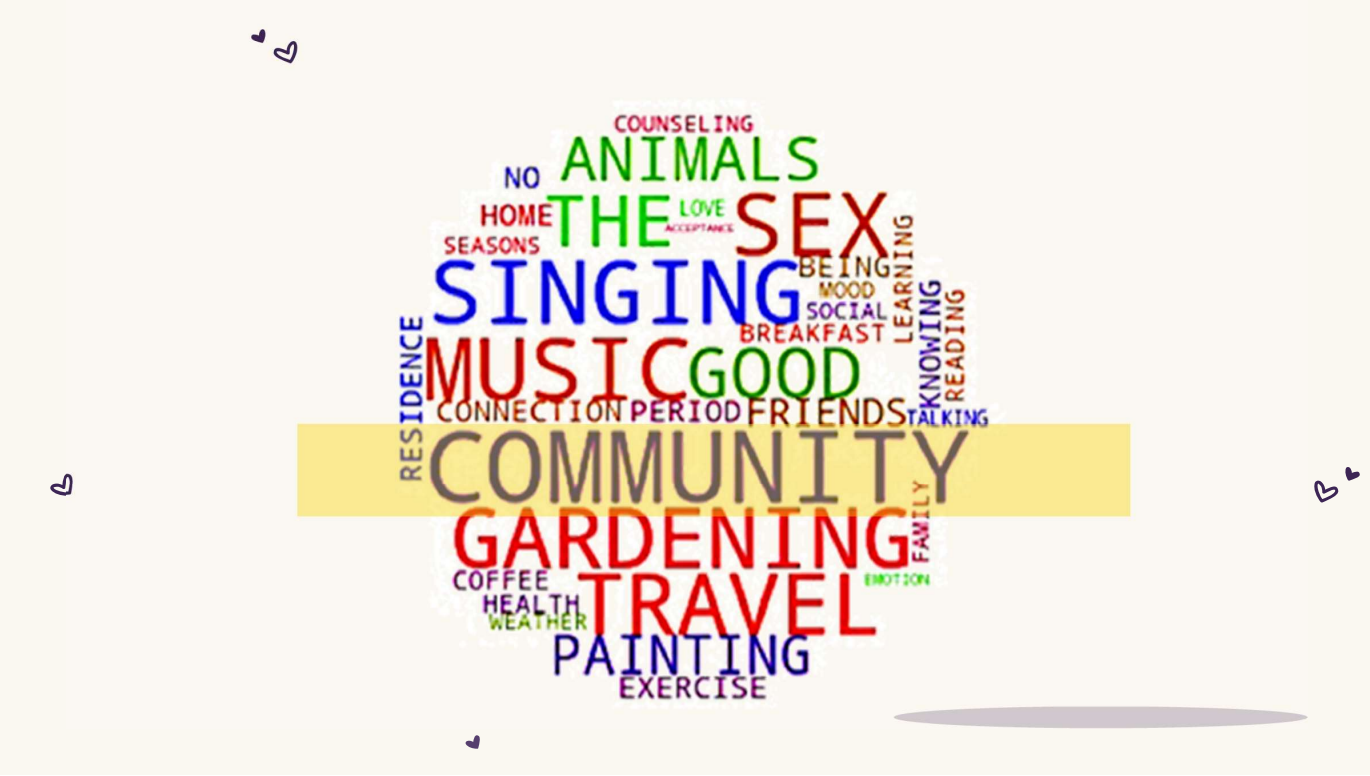 COUNSELING
ANIMALS
NO
HOME
THE
LOVE
ACCEPTANCE
SEX
SEASONS
SINGING
BEING
MOOD
SOCIAL
BREAKFAST
LEARNING
KNOWING
READING
RESIDENCE
MUSIC
GOOD
CONNECTION
PERIOD
FRIENDS
TALKING
COMMUNITY
GARDENING
FAMILY
COFFEE
TRAVEL
EMOTION
HEALTH
WEATHER
PAINTING
EXERCISE